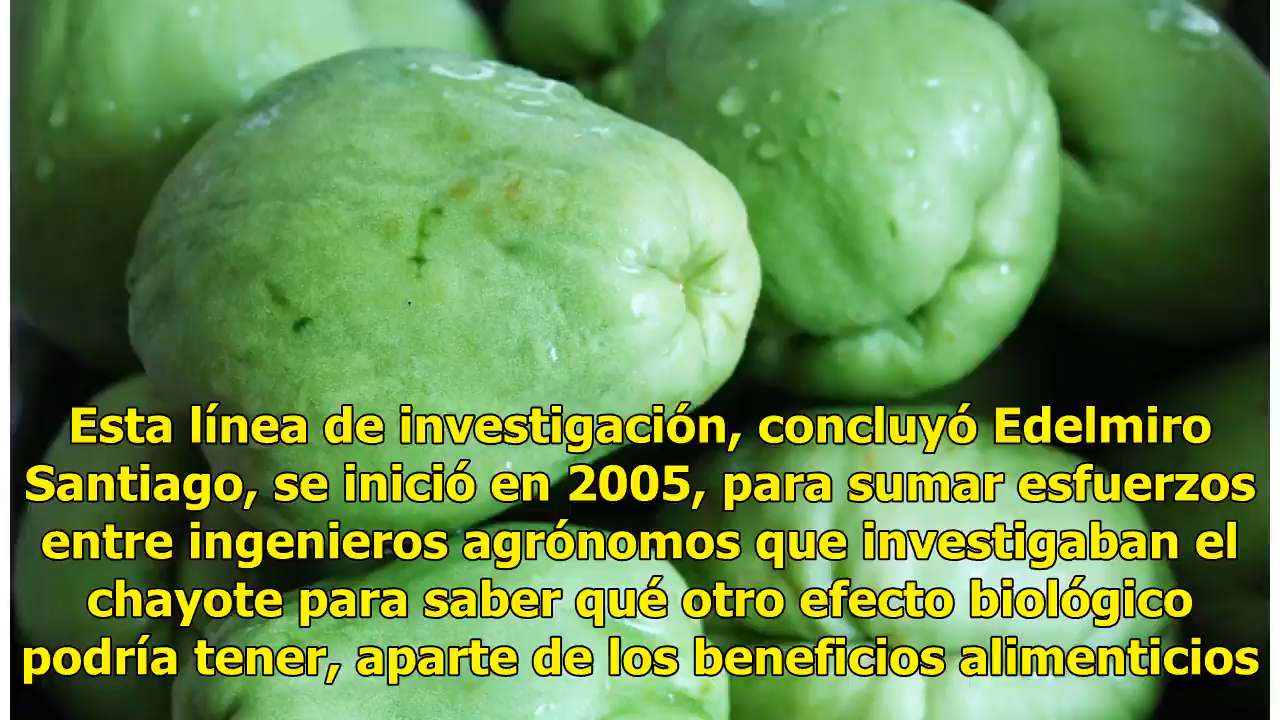 Esta línea de investigación, concluyó Edelmiro
Santiago, se inició en 2005, para sumar esfuerzos
entre ingenieros agrónomos que investigaban el
chayote para saber qué otro efecto biológico
podría tener, aparte de los beneficios alimenticios